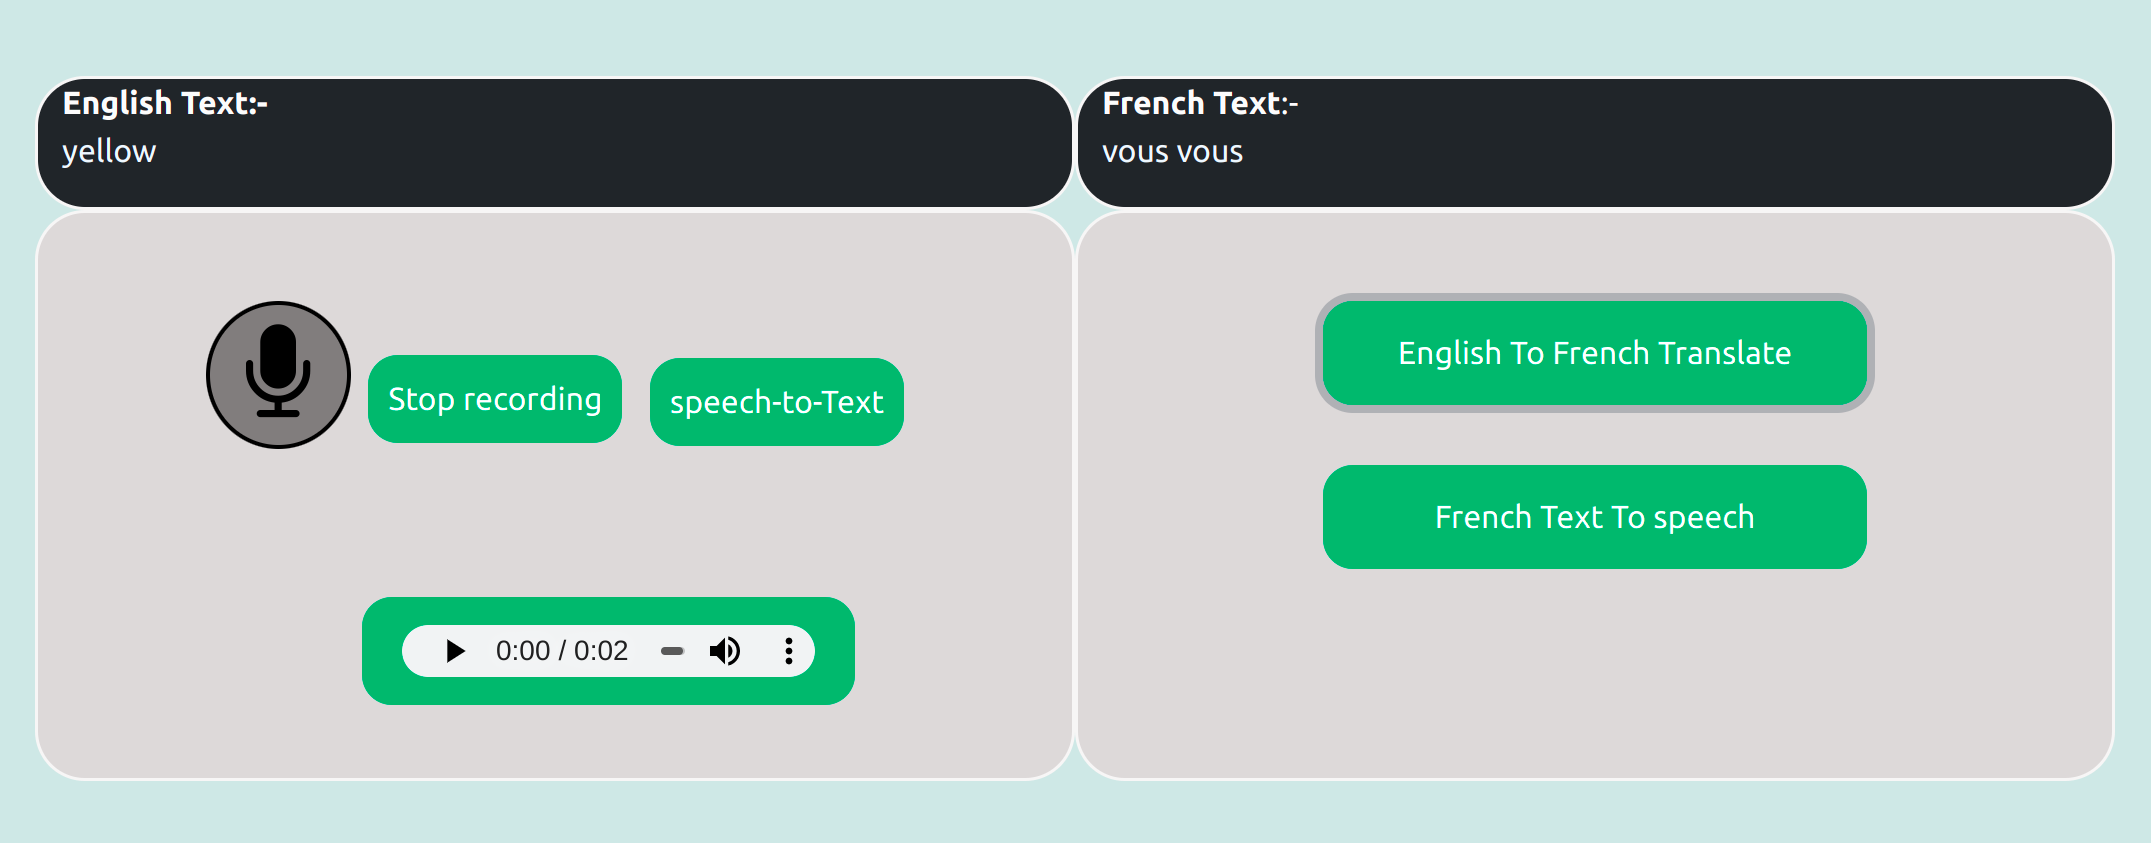 English Text:-
yellow
French Text:-
vous vous
Stop recording
speech-to-Text
English To French Translate
French Text To speech
0:00 / 0:02